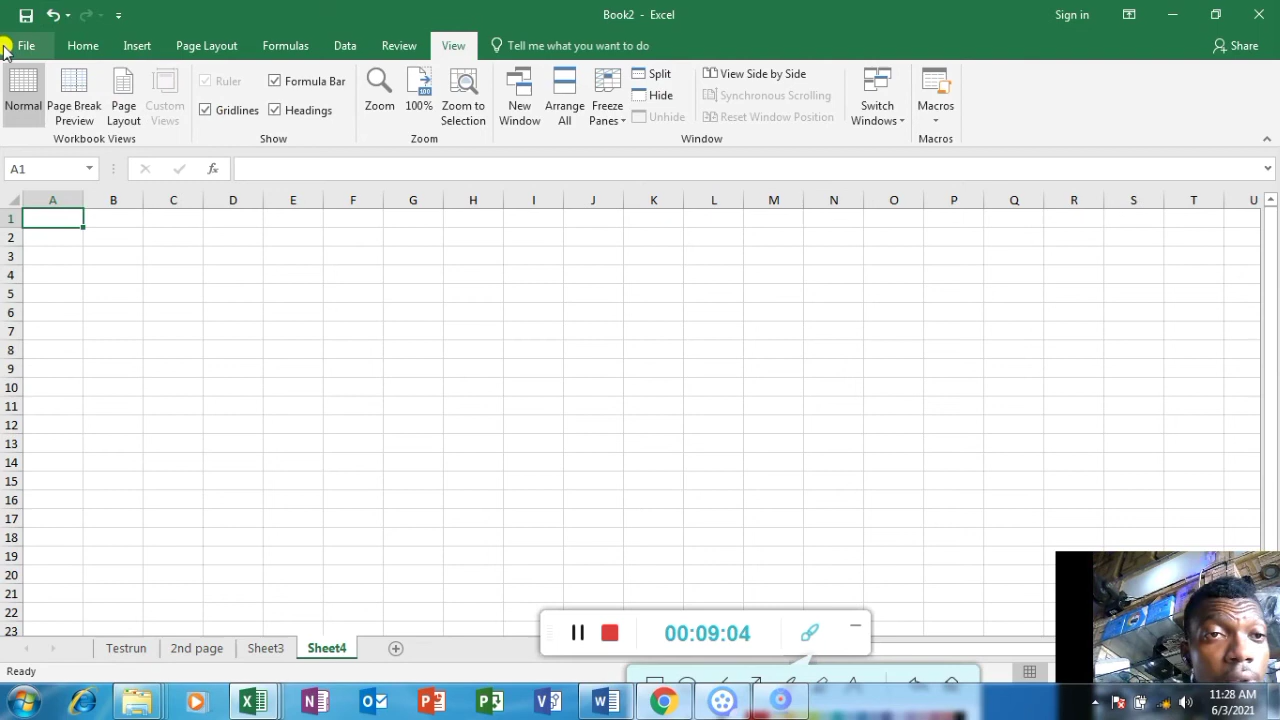 Book2 - Excel
Sign in
File
Home
Insert
Page Layout
Formulas
Data
Review
View
Tell me what you want to do
Share
Normal
Page Break Preview
Page Layout
Custom Views
Workbook Views
Ruler
Formula Bar
Gridlines
Headings
Show
Zoom
100%
Zoom to Selection
Zoom
New Window
Arrange All
Freeze Panes
Split
Hide
Unhide
View Side by Side
Synchronous Scrolling
Reset Window Position
Window
Switch Windows
Macros
Macros
A1
fx
A B C D E F G H I J K L M N O P Q R S T U
1
2
3
4
5
6
7
8
9
10
11
12
13
14
15
16
17
18
19
20
21
22
23
00:09:04
Testrun
2nd page
Sheet3
Sheet4
Ready
11:28 AM
6/3/2021